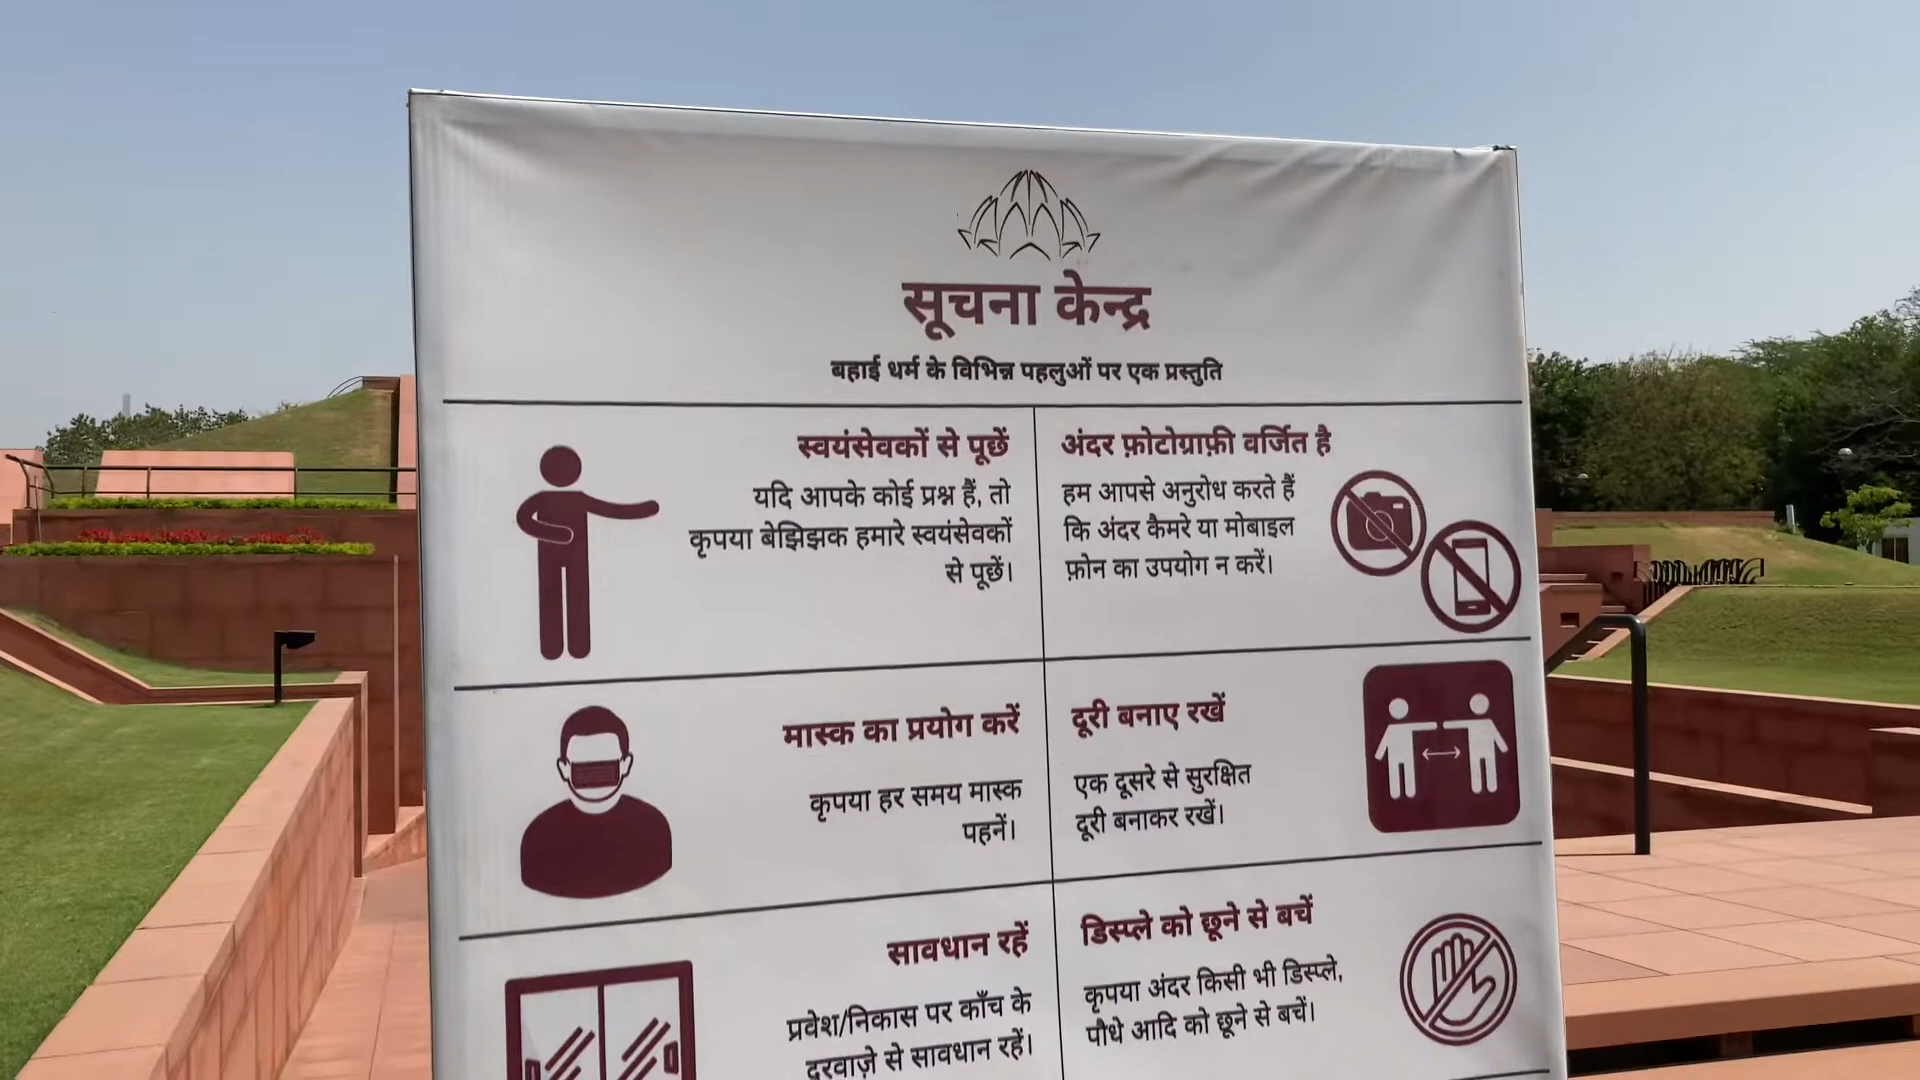 सूचना केन्द्र
बहाई धर्म के विभिन्न पहलुओं पर एक प्रस्तुति
स्वयंसेवकों से पूछें
यदि आपके कोई प्रश्न हैं, तो
कृपया बेझिझक हमारे स्वयंसेवकों
से पूछें।
अंदर फ़ोटोग्राफ़ी वर्जित है
हम आपसे अनुरोध करते हैं
कि अंदर कैमरे या मोबाइल
फ़ोन का उपयोग न करें।
मास्क का प्रयोग करें
कृपया हर समय मास्क
पहनें।
दूरी बनाए रखें
एक दूसरे से सुरक्षित
दूरी बनाकर रखें।
सावधान रहें
प्रवेश/निकास पर काँच के
दरवाज़े से सावधान रहें।
डिस्प्ले को छूने से बचें
कृपया अंदर किसी भी डिस्प्ले,
पौधे आदि को छूने से बचें।